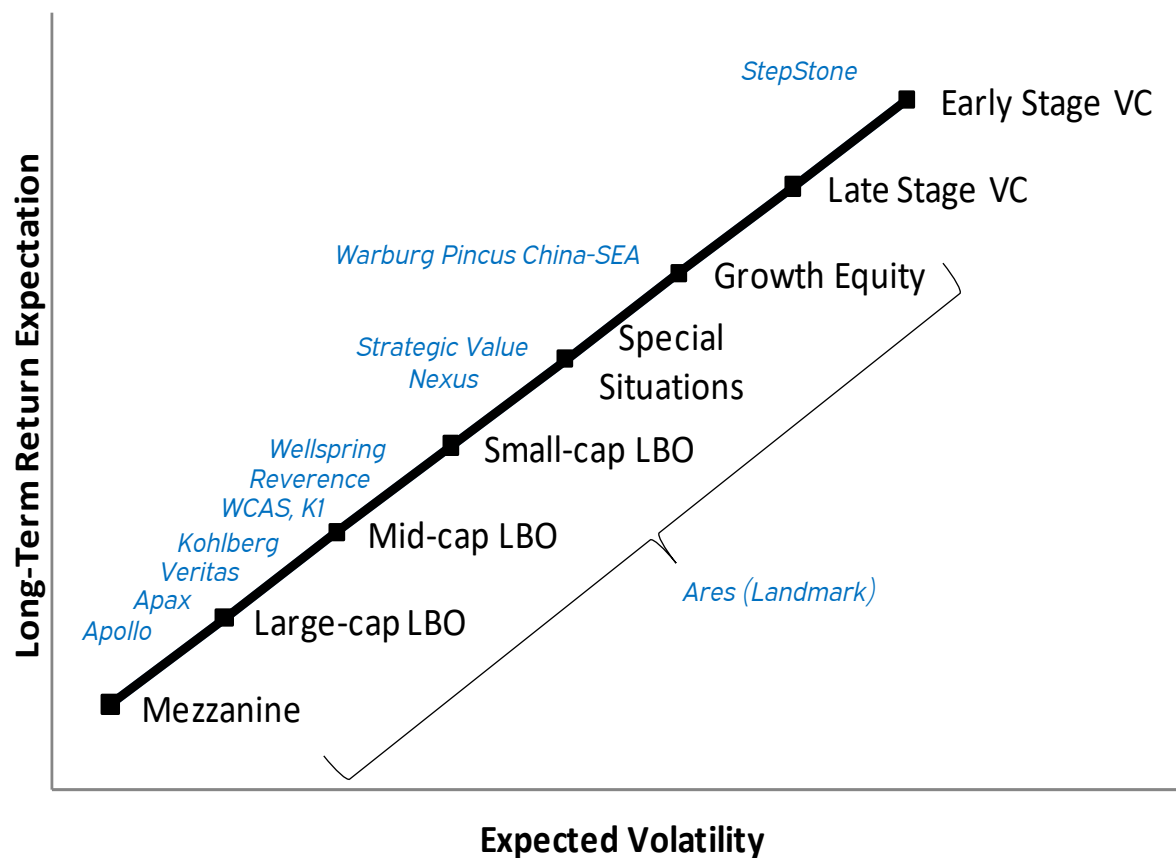 StepStone
Early Stage VC
Late Stage VC
Warburg Pincus China-SEA
Growth Equity
Special
Situations
Strategic Value
Nexus
Small-cap LBO
Wellspring
Reverence
WCAS, K1
Mid-cap LBO
Kohlberg
Veritas
Apax
Apollo
Large-cap LBO
Ares (Landmark)
Mezzanine
Long-Term Return Expectation
Expected Volatility